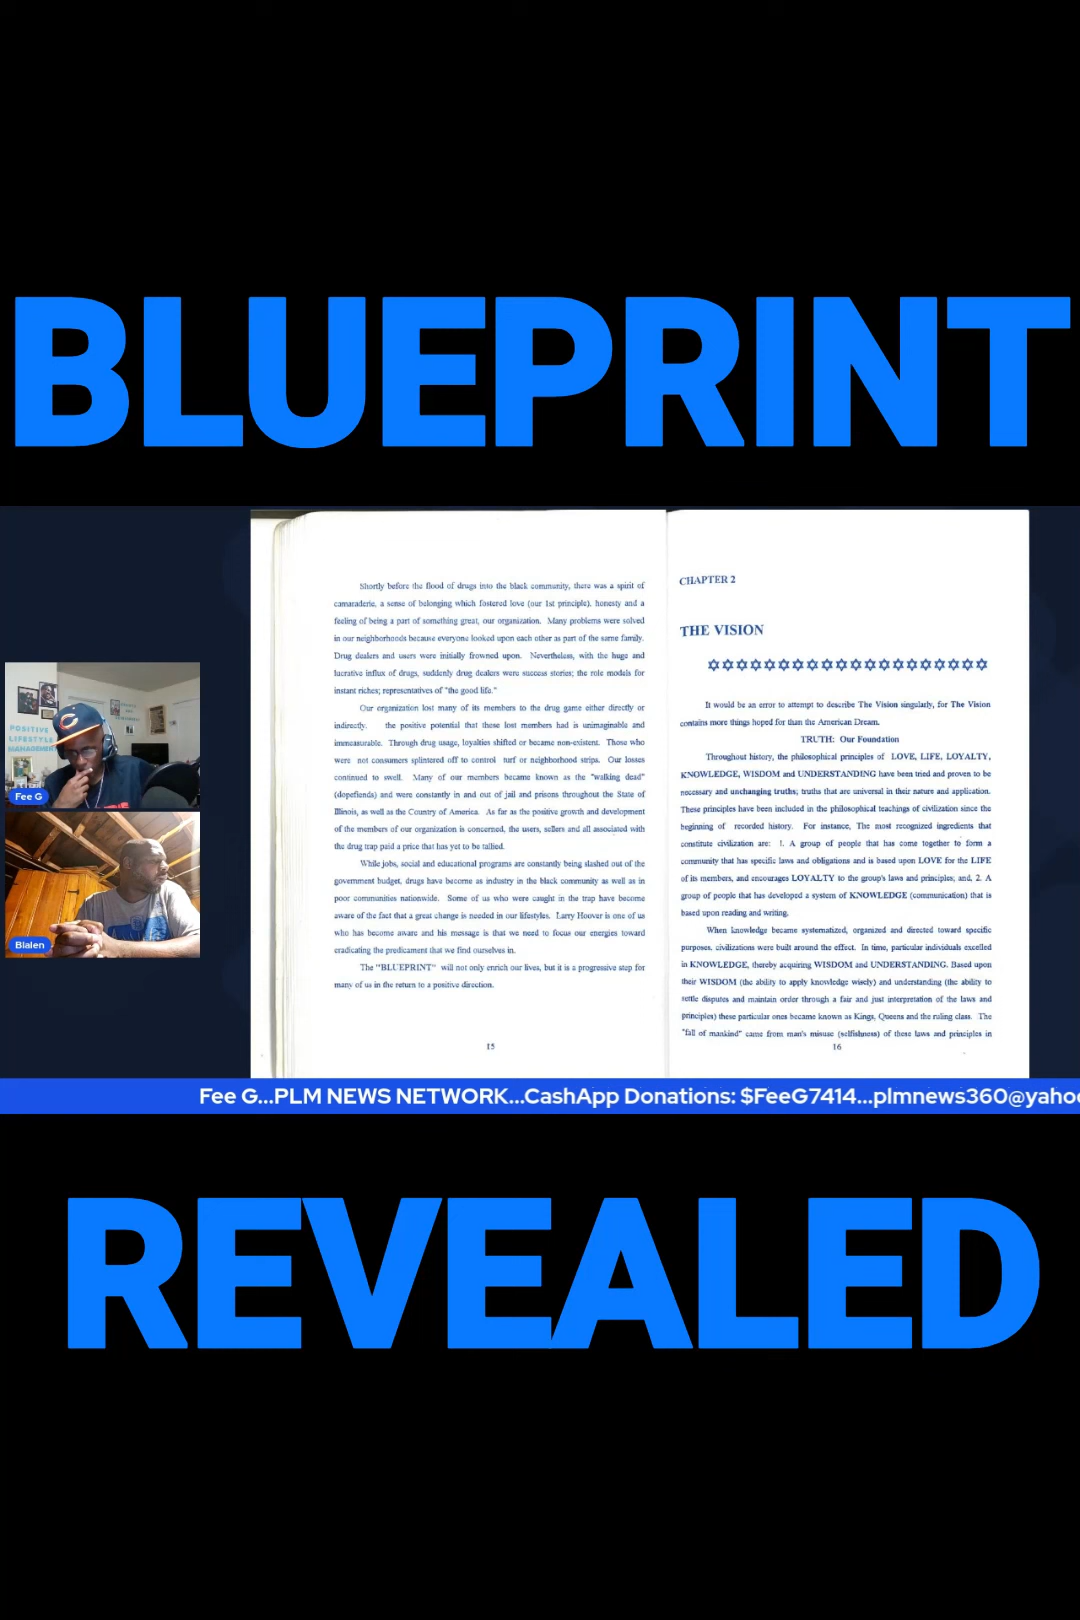 BLUEPRINT
Shortly before the flood of drugs into the black community, there was a spirit of
camaraderie, a sense of belonging which fostered love (our 1st principle), honesty and a
feeling of being a part of something great, our organization. Many problems were solved
in our neighborhoods because everyone looked upon each other as part of the same family.
Drug dealers and users were initially frowned upon. Nevertheless, with the huge and
lucrative influx of drugs, suddenly drug dealers were success stories; the role models for
instant riches; representatives of "the good life."
Our organization lost many of its members to the drug game either directly or
indirectly. the positive potential that these lost members had is unimaginable and
immeasurable. Through drug usage, loyalties shifted or became non-existent. Those who
were not consumers splintered off to control turf or neighborhood strips. Our losses
continued to swell. Many of our members became known as the "walking dead"
(dopefiends) and were constantly in and out of jail and prisons throughout the State of
Illinois, as well as the Country of America. As far as the positive growth and development
of the members of our organization is concerned, the users, sellers and all associated with
the drug trap paid a price that has yet to be tallied.
While jobs, social and educational programs are constantly being slashed out of the
government budget, drugs have become as industry in the black community as well as in
poor communities nationwide. Some of us who were caught in the trap have become
aware of the fact that a great change is needed in our lifestyles. Larry Hoover is one of us
who has become aware and his message is that we need to focus our energies toward
eradicating the predicament that we find ourselves in.
The "BLUEPRINT" will not only enrich our lives, but it is a progressive step for
many of us in the return to a positive direction.
15
CHAPTER 2
THE VISION
✡✡✡✡✡✡✡✡✡✡✡✡✡✡✡✡✡✡✡✡
It would be an error to attempt to describe The Vision singularly, for The Vision
contains more things hoped for than the American Dream.
TRUTH: Our Foundation
Throughout history, the philosophical principles of LOVE, LIFE, LOYALTY,
KNOWLEDGE, WISDOM and UNDERSTANDING have been tried and proven to be
necessary and unchanging truths; truths that are universal in their nature and application.
These principles have been included in the philosophical teachings of civilization since the
beginning of recorded history. For instance, The most recognized ingredients that
constitute civilization are: 1. A group of people that has come together to form a
community that has specific laws and obligations and is based upon LOVE for the LIFE
of its members, and encourages LOYALTY to the group's laws and principles; and, 2. A
group of people that has developed a system of KNOWLEDGE (communication) that is
based upon reading and writing.
When knowledge became systematized, organized and directed toward specific
purposes, civilizations were built around the effect. In time, particular individuals excelled
in KNOWLEDGE, thereby acquiring WISDOM and UNDERSTANDING. Based upon
their WISDOM (the ability to apply knowledge wisely) and understanding (the ability to
settle disputes and maintain order through a fair and just interpretation of the laws and
principles) these particular ones became known as Kings, Queens and the ruling class. The
"fall of mankind" came from man's misuse (selfishness) of these laws and principles in
16
POSITIVE
LIFESTYLE
MANAGEMENT
Fee G
Blalen
Fee G...PLM NEWS NETWORK...CashApp Donations: $FeeG7414...plmnews360@yahoo
REVEALED